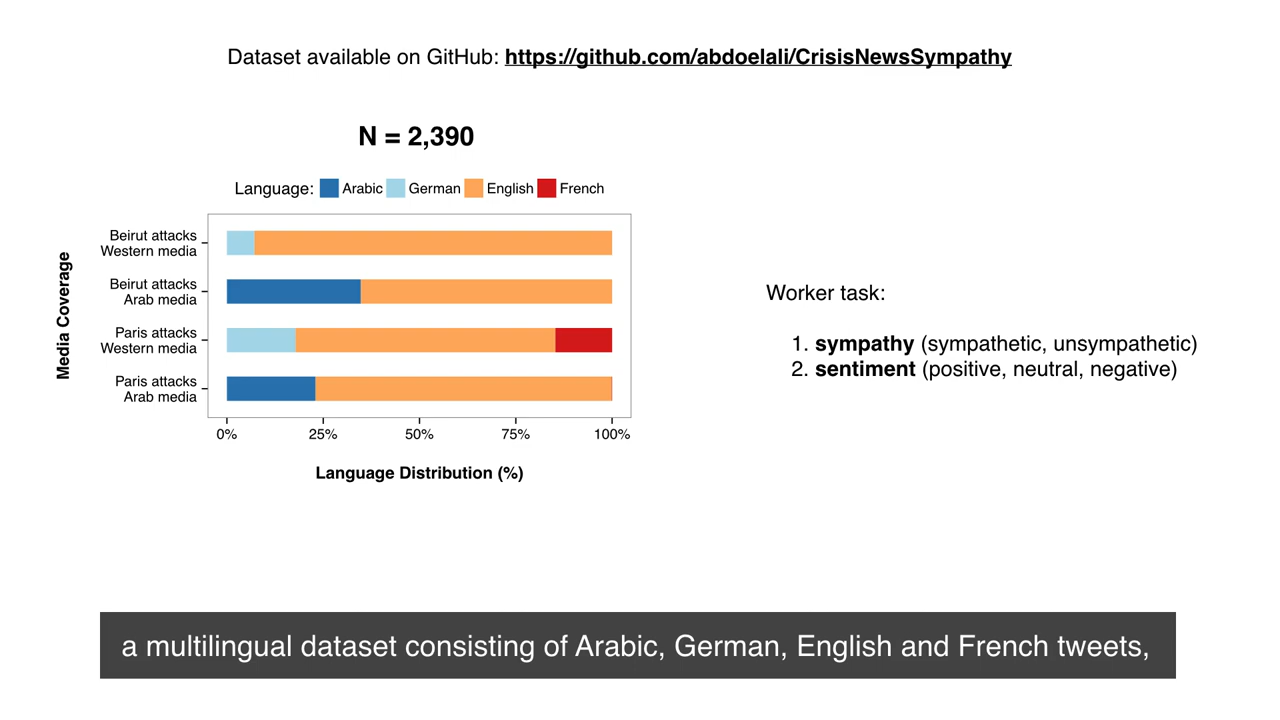 Dataset available on GitHub: https://github.com/abdoelali/CrisisNewsSympathy
N = 2,390
Language: Arabic German English French
Media Coverage
Beirut attacks
Western media
Beirut attacks
Arab media
Paris attacks
Western media
Paris attacks
Arab media
0% 25% 50% 75% 100%
Language Distribution (%)
Worker task:
1. sympathy (sympathetic, unsympathetic)
2. sentiment (positive, neutral, negative)
a multilingual dataset consisting of Arabic, German, English and French tweets,